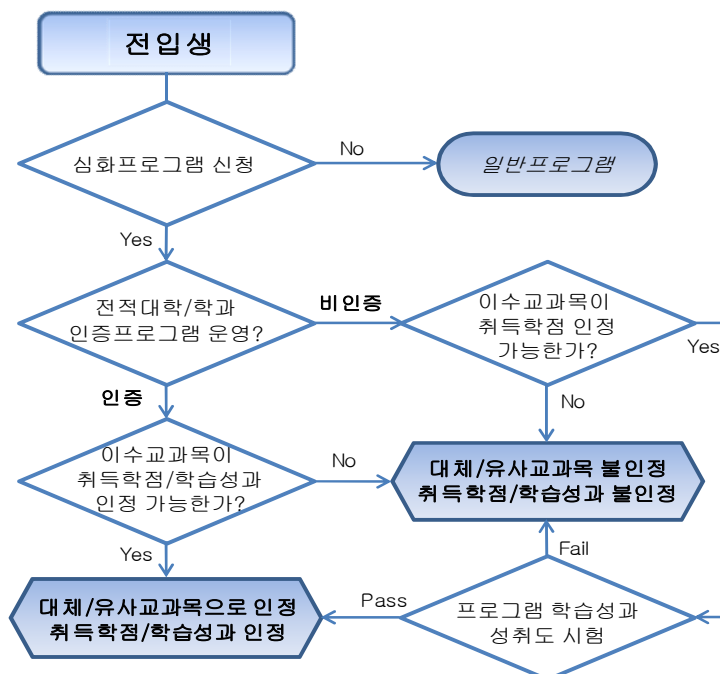 전입생
심화프로그램 신청
No
일반프로그램
Yes
전적대학/학과
인증프로그램 운영?
비인증
이수교과목이
취득학점 인정
가능한가?
Yes
인증
No
이수교과목이
취득학점/학습성과
인정 가능한가?
No
대체/유사교과목 불인정
취득학점/학습성과 불인정
Yes
Fail
대체/유사교과목으로 인정
취득학점/학습성과 인정
Pass
프로그램 학습성과
성취도 시험